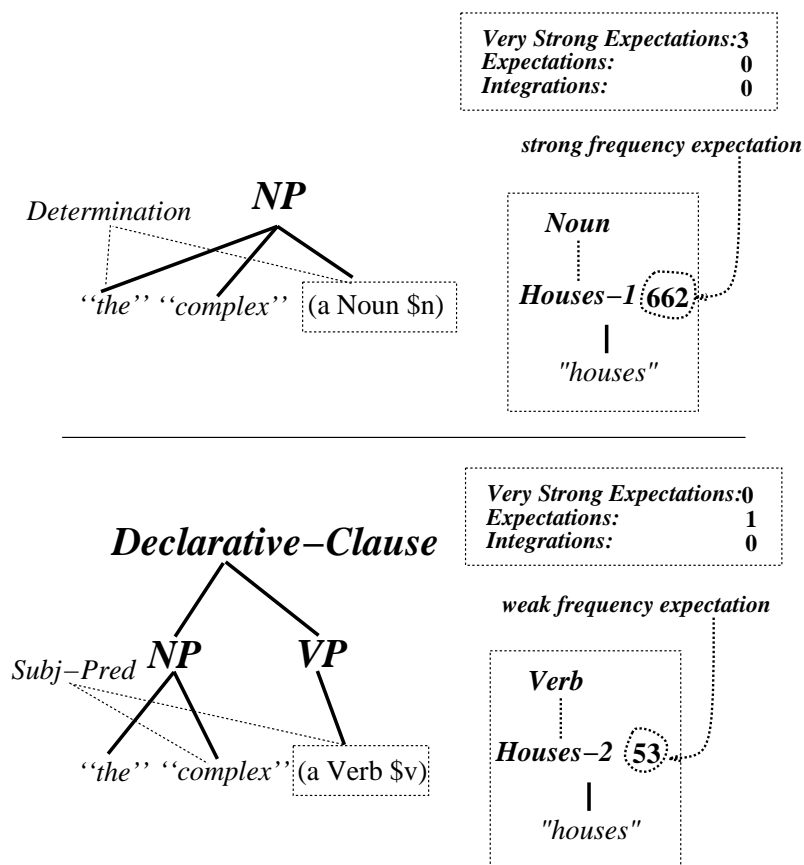 Very Strong Expectations:3
Expectations: 0
Integrations: 0
strong frequency expectation
NP
Determination
Noun
‘‘the’’ ‘‘complex’’ (a Noun $n)
Houses−1 662
"houses"
Very Strong Expectations:0
Expectations: 1
Integrations: 0
Declarative−Clause
weak frequency expectation
NP VP
Subj−Pred
Verb
Houses−2 53
‘‘the’’ ‘‘complex’’ (a Verb $v)
"houses"